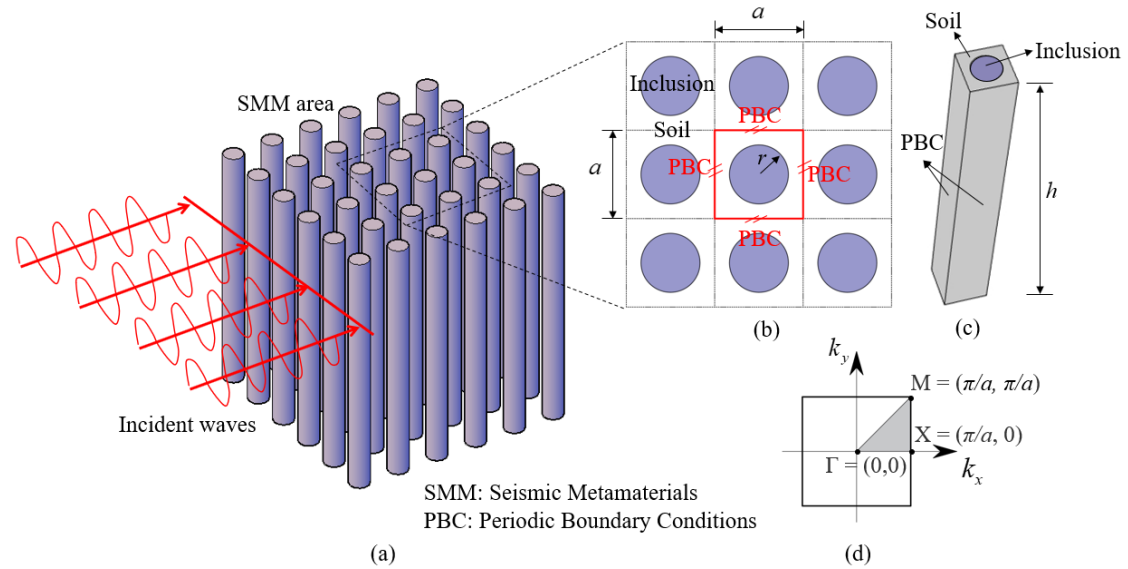 SMM area
Incident waves
SMM: Seismic Metamaterials
PBC: Periodic Boundary Conditions
(a)
a
a
Inclusion
Soil
PBC
PBC
PBC
PBC
r
(b)
Soil
Inclusion
PBC
h
(c)
k_y
M = (π/a, π/a)
X = (π/a, 0)
Γ = (0,0)
k_x
(d)